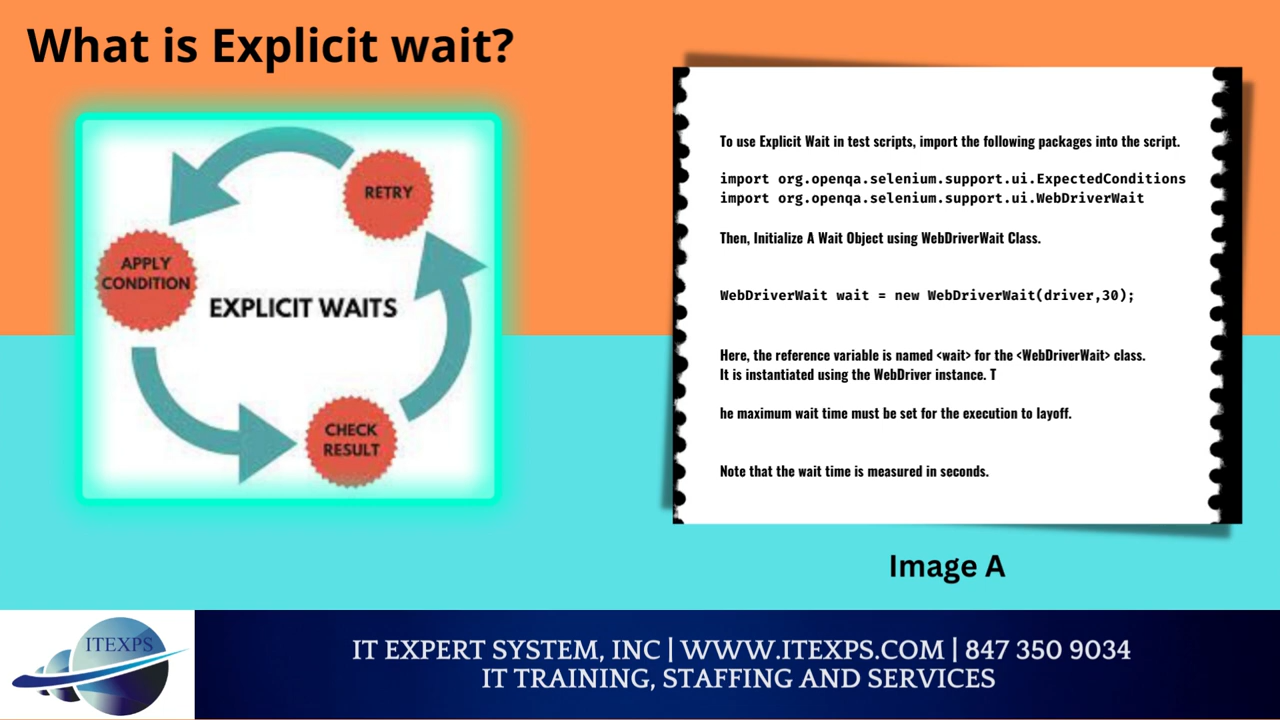 What is Explicit wait?
RETRY
APPLY
CONDITION
EXPLICIT WAITS
CHECK
RESULT
To use Explicit Wait in test scripts, import the following packages into the script.
import org.openqa.selenium.support.ui.ExpectedConditions
import org.openqa.selenium.support.ui.WebDriverWait
Then, Initialize A Wait Object using WebDriverWait Class.
WebDriverWait wait = new WebDriverWait(driver,30);
Here, the reference variable is named <wait> for the <WebDriverWait> class.
It is instantiated using the WebDriver instance. T
he maximum wait time must be set for the execution to layoff.
Note that the wait time is measured in seconds.
Image A
ITEXPS
IT EXPERT SYSTEM, INC | WWW.ITEXPS.COM | 847 350 9034
IT TRAINING, STAFFING AND SERVICES